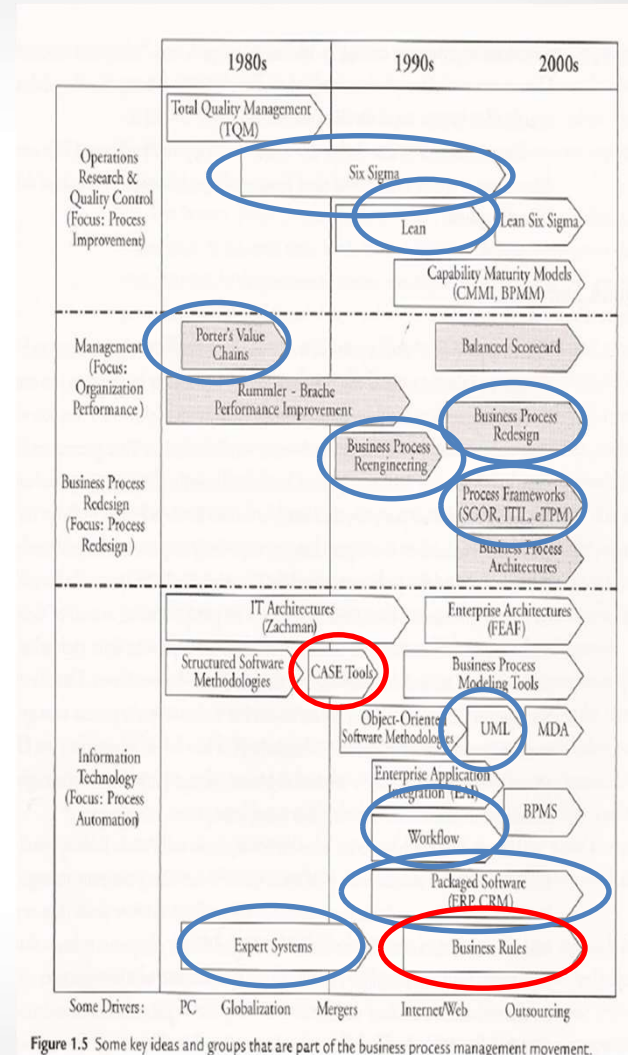 1980s 1990s 2000s
Total Quality Management
(TQM)
Operations
Research &
Quality Control
(Focus: Process
Improvement)
Six Sigma
Lean
Lean Six Sigma
Capability Maturity Models
(CMMI, BPMM)
Management
(Focus:
Organization
Performance)
Porter's Value
Chains
Balanced Scorecard
Rummler - Brache
Performance Improvement
Business Process
Redesign
Business Process
Reengineering
Business Process
Redesign
(Focus: Process
Redesign )
Process Frameworks
(SCOR, ITIL, eTPM)
Business Process
Architectures
IT Architectures
(Zachman)
Enterprise Architectures
(FEAF)
Structured Software
Methodologies
CASE Tools
Business Process
Modeling Tools
Object-Oriented
Software Methodologies
UML
MDA
Information
Technology
(Focus: Process
Automation)
Enterprise Application
Integration (EAI)
BPMS
Workflow
Packaged Software
(ERP CRM)
Expert Systems
Business Rules
Some Drivers: PC Globalization Mergers Internet/Web Outsourcing
Figure 1.5 Some key ideas and groups that are part of the business process management movement.